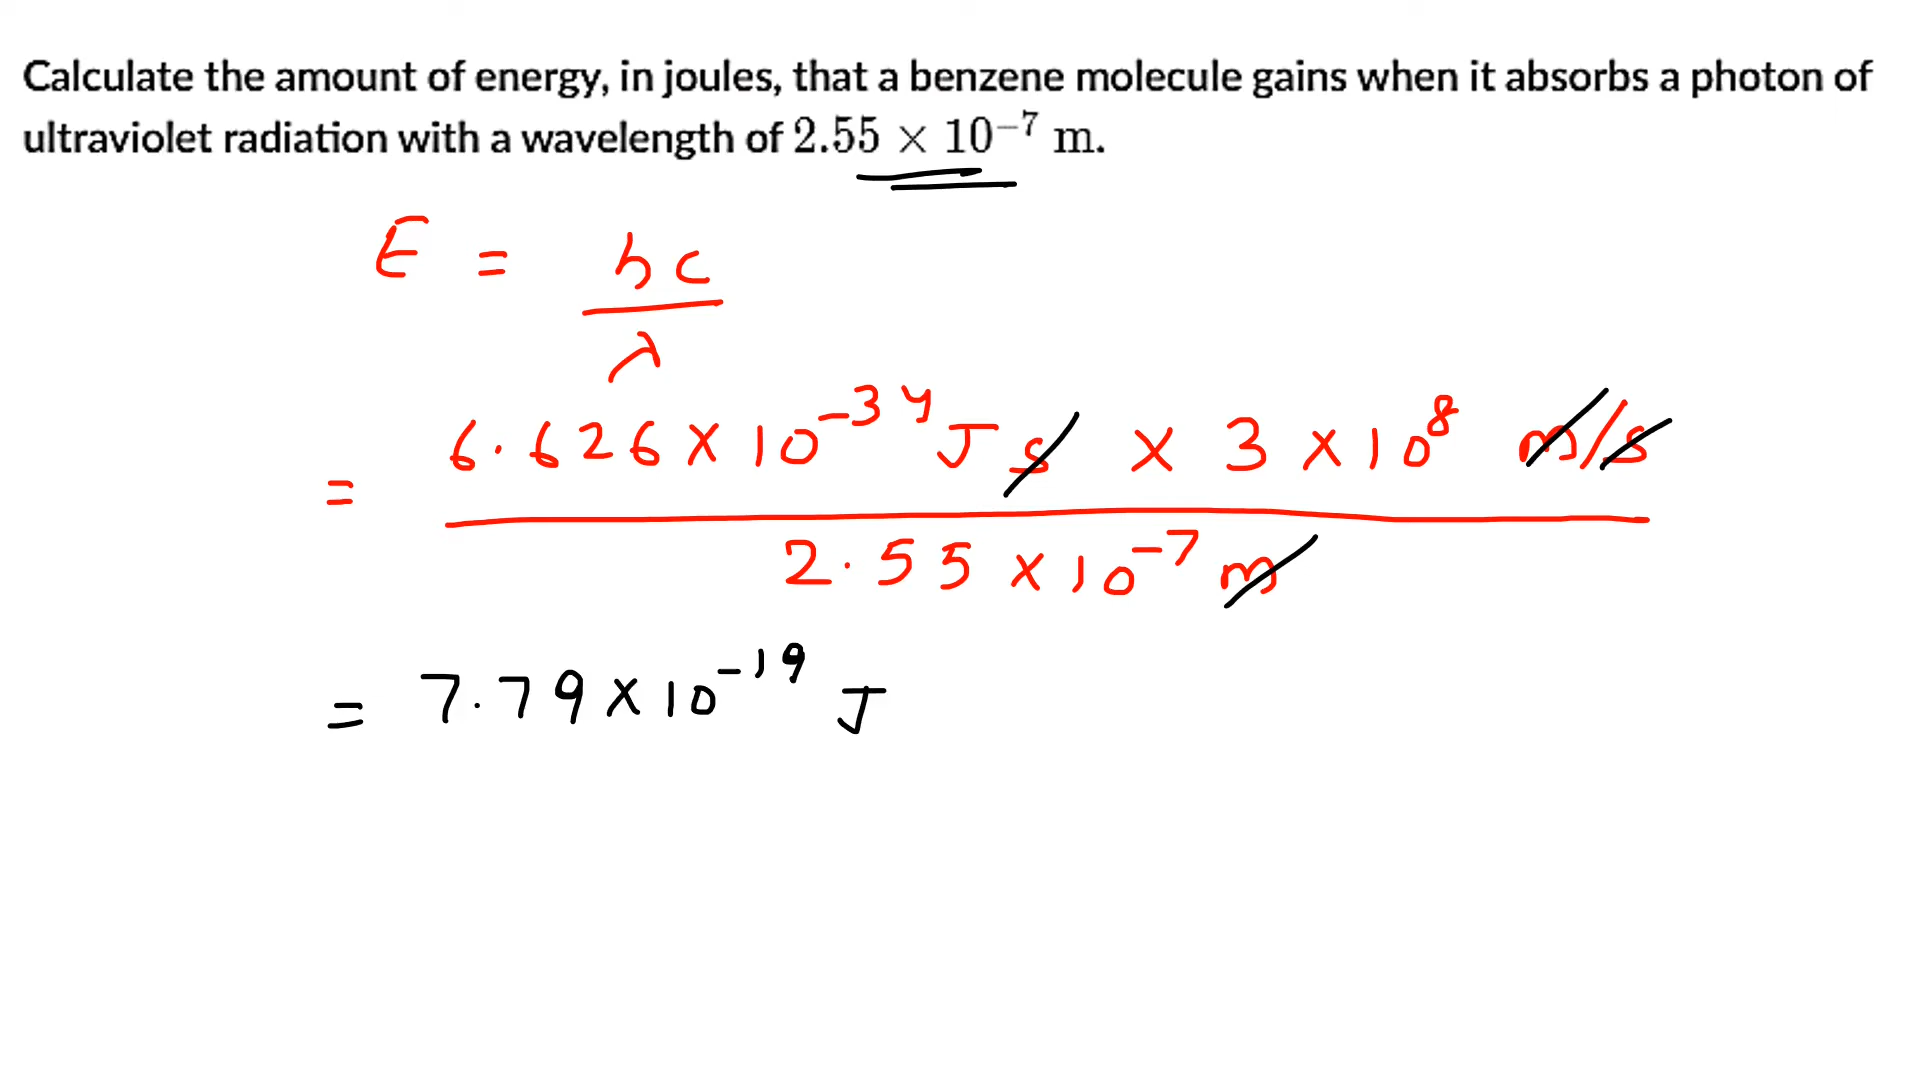 Calculate the amount of energy, in joules, that a benzene molecule gains when it absorbs a photon of
ultraviolet radiation with a wavelength of 2.55 × 10⁻⁷ m.
E = hc
λ
= 6.626 × 10⁻³⁴ J s × 3 × 10⁸ m/s
2.55 × 10⁻⁷ m
= 7.79 × 10⁻¹⁹ J